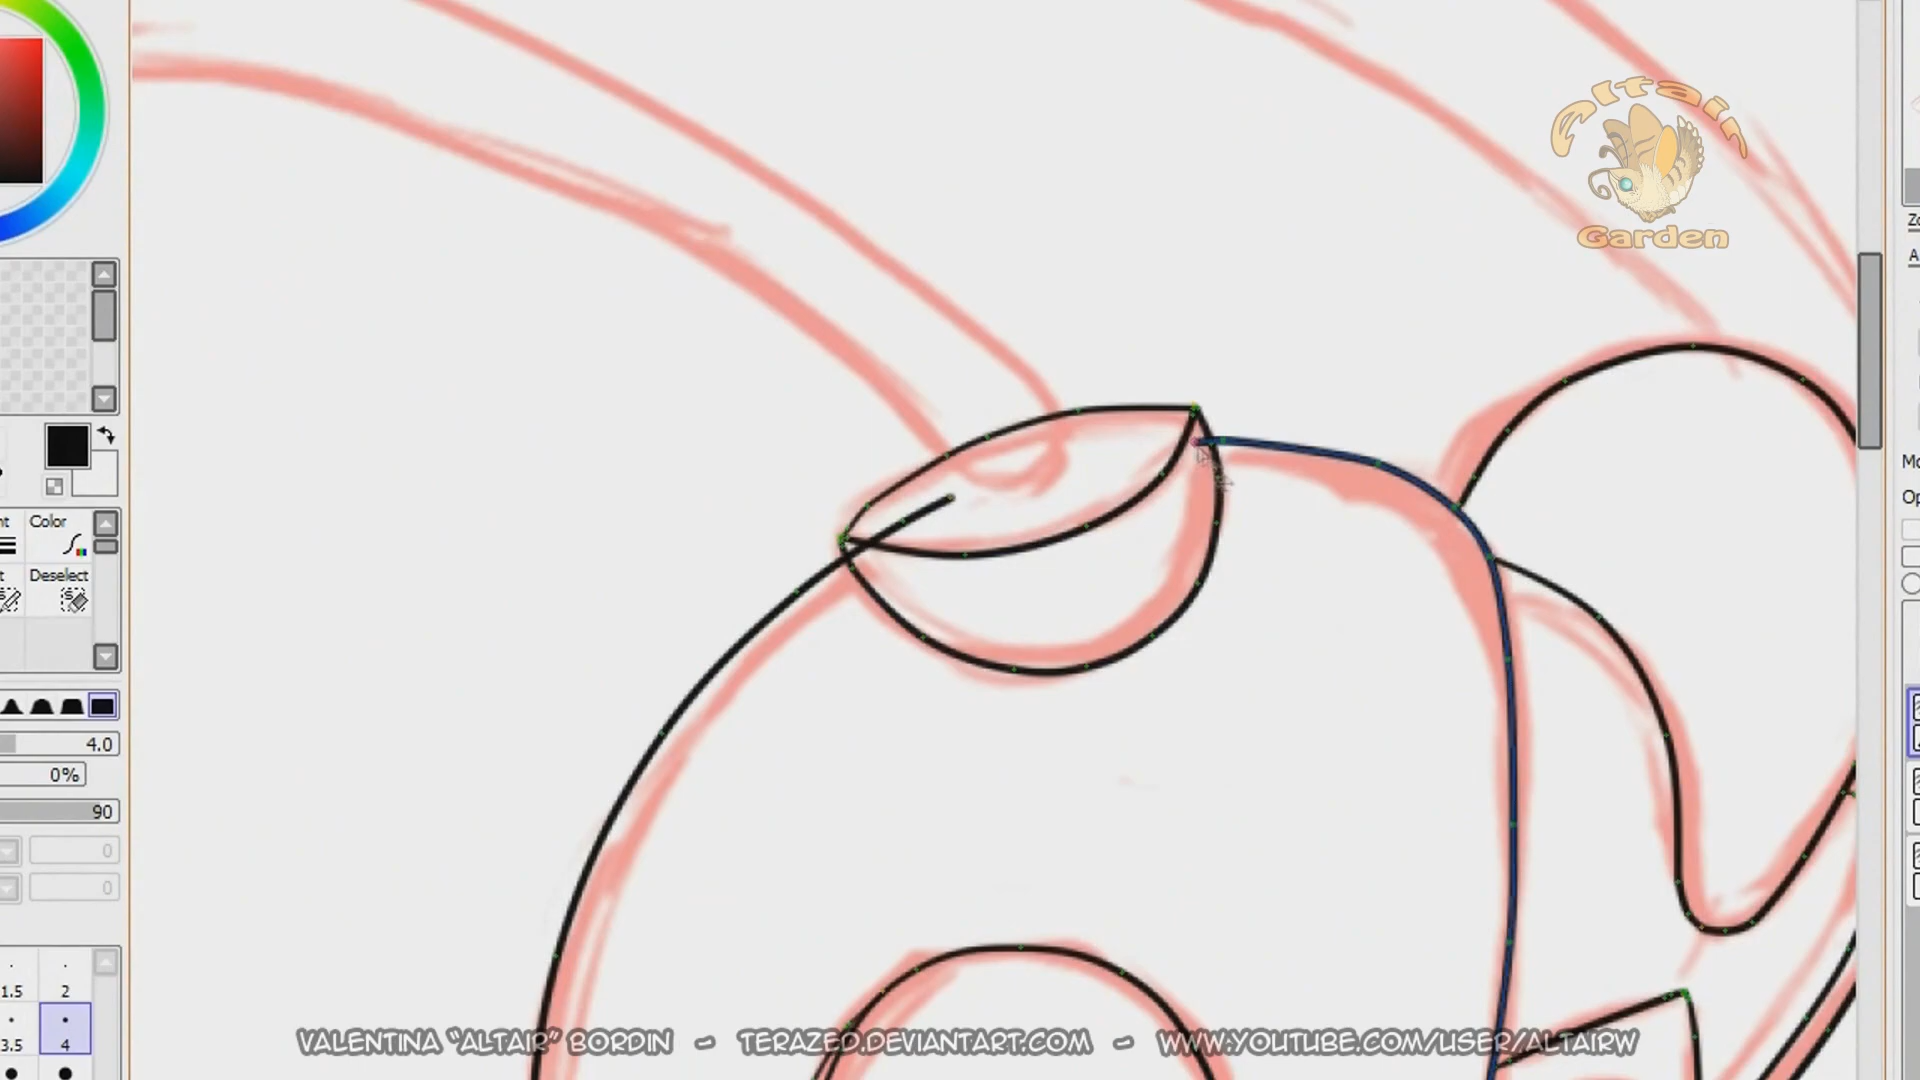 Altair
Garden
Color
Deselect
4.0
0%
90
0
0
1.5 2
3.5 4
VALENTINA "ALTAIR" BORDIN - TERAZED.DEVIANTART.COM - WWW.YOUTUBE.COM/USER/ALTAIRW